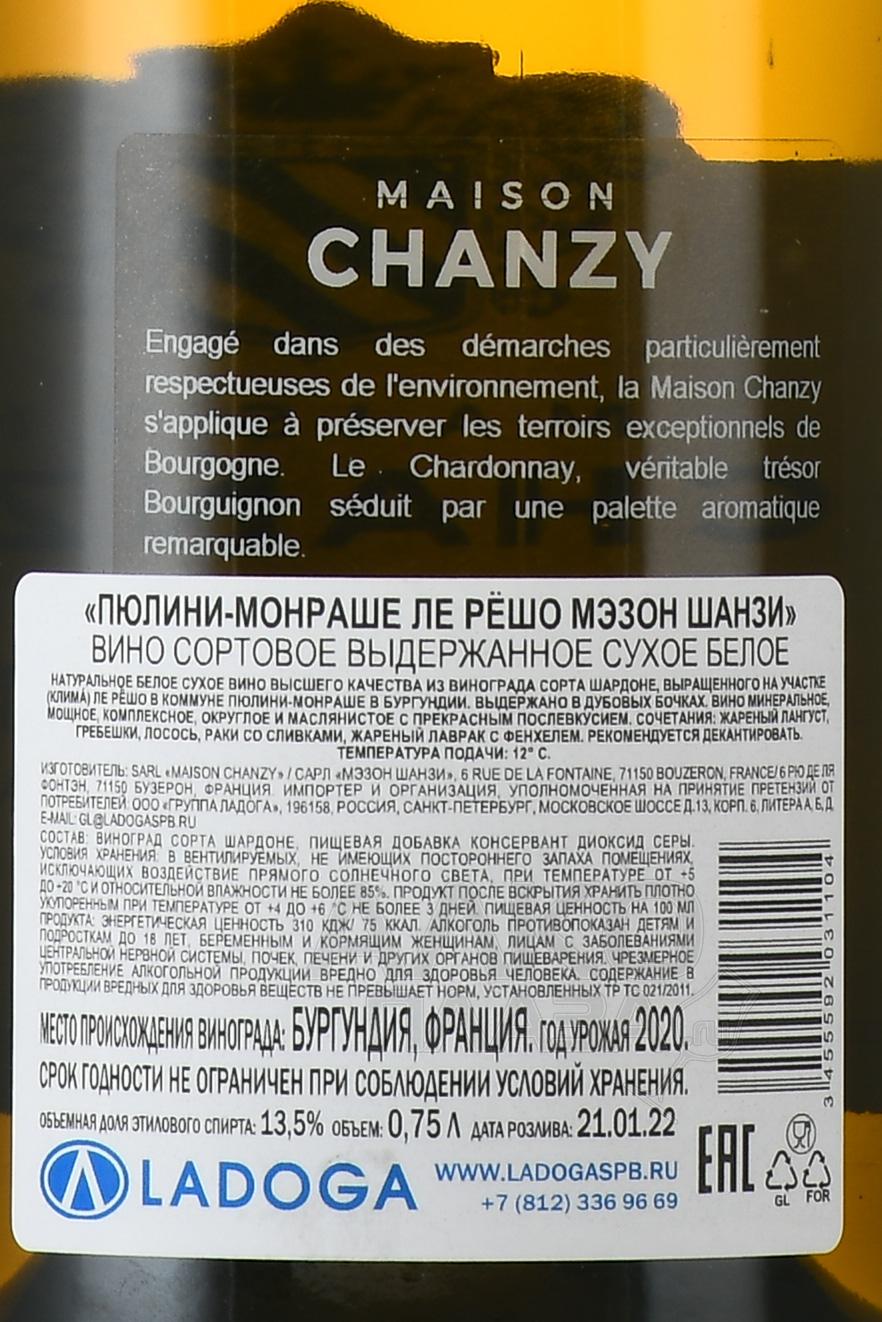 MAISON
CHANZY
Engagé dans des démarches particulièrement
respectueuses de l'environnement, la Maison Chanzy
s'applique à préserver les terroirs exceptionnels de
Bourgogne. Le Chardonnay, véritable trésor
Bourguignon séduit par une palette aromatique
remarquable.
«ПЮЛИНИ-МОНРАШЕ ЛЕ РЁШО МЭЗОН ШАНЗИ»
ВИНО СОРТОВОЕ ВЫДЕРЖАННОЕ СУХОЕ БЕЛОЕ
НАТУРАЛЬНОЕ БЕЛОЕ СУХОЕ ВИНО ВЫСШЕГО КАЧЕСТВА ИЗ ВИНОГРАДА СОРТА ШАРДОНЕ, ВЫРАЩЕННОГО НА УЧАСТКЕ
(КЛИМА) ЛЕ РЁШО В КОММУНЕ ПЮЛИНИ-МОНРАШЕ В БУРГУНДИИ. ВЫДЕРЖАНО В ДУБОВЫХ БОЧКАХ. ВИНО МИНЕРАЛЬНОЕ,
МОЩНОЕ, КОМПЛЕКСНОЕ, ОКРУГЛОЕ И МАСЛЯНИСТОЕ С ПРЕКРАСНЫМ ПОСЛЕВКУСИЕМ. СОЧЕТАНИЯ: ЖАРЕНЫЙ ЛАНГУСТ,
ГРЕБЕШКИ, ЛОСОСЬ, РАКИ СО СЛИВКАМИ, ЖАРЕНЫЙ ЛАВРАК С ФЕНХЕЛЕМ. РЕКОМЕНДУЕТСЯ ДЕКАНТИРОВАТЬ.
ТЕМПЕРАТУРА ПОДАЧИ: 12° С.
ИЗГОТОВИТЕЛЬ: SARL «MAISON CHANZY» / САРЛ «МЭЗОН ШАНЗИ», 6 RUE DE LA FONTAINE, 71150 BOUZERON, FRANCE/ 6 РЮ ДЕ ЛЯ
ФОНТЭН, 71150 БУЗЕРОН, ФРАНЦИЯ. ИМПОРТЕР И ОРГАНИЗАЦИЯ, УПОЛНОМОЧЕННАЯ НА ПРИНЯТИЕ ПРЕТЕНЗИЙ ОТ
ПОТРЕБИТЕЛЕЙ: ООО «ГРУППА ЛАДОГА», 196158, РОССИЯ, САНКТ-ПЕТЕРБУРГ, МОСКОВСКОЕ ШОССЕ Д.13, КОРП. 6, ЛИТЕРА А, Б, Д.
E-MAIL: GL@LADOGASPB.RU
СОСТАВ: ВИНОГРАД СОРТА ШАРДОНЕ, ПИЩЕВАЯ ДОБАВКА КОНСЕРВАНТ ДИОКСИД СЕРЫ.
УСЛОВИЯ ХРАНЕНИЯ: В ВЕНТИЛИРУЕМЫХ, НЕ ИМЕЮЩИХ ПОСТОРОННЕГО ЗАПАХА ПОМЕЩЕНИЯХ,
ИСКЛЮЧАЮЩИХ ВОЗДЕЙСТВИЕ ПРЯМОГО СОЛНЕЧНОГО СВЕТА, ПРИ ТЕМПЕРАТУРЕ ОТ +5
ДО +20 °С И ОТНОСИТЕЛЬНОЙ ВЛАЖНОСТИ НЕ БОЛЕЕ 85%. ПРОДУКТ ПОСЛЕ ВСКРЫТИЯ ХРАНИТЬ ПЛОТНО
УКУПОРЕННЫМ ПРИ ТЕМПЕРАТУРЕ ОТ +4 ДО +6 °С НЕ БОЛЕЕ 3 ДНЕЙ. ПИЩЕВАЯ ЦЕННОСТЬ НА 100 МЛ
ПРОДУКТА: ЭНЕРГЕТИЧЕСКАЯ ЦЕННОСТЬ 310 КДЖ/ 75 ККАЛ. АЛКОГОЛЬ ПРОТИВОПОКАЗАН ДЕТЯМ И
ПОДРОСТКАМ ДО 18 ЛЕТ, БЕРЕМЕННЫМ И КОРМЯЩИМ ЖЕНЩИНАМ, ЛИЦАМ С ЗАБОЛЕВАНИЯМИ
ЦЕНТРАЛЬНОЙ НЕРВНОЙ СИСТЕМЫ, ПОЧЕК, ПЕЧЕНИ И ДРУГИХ ОРГАНОВ ПИЩЕВАРЕНИЯ. ЧРЕЗМЕРНОЕ
УПОТРЕБЛЕНИЕ АЛКОГОЛЬНОЙ ПРОДУКЦИИ ВРЕДНО ДЛЯ ЗДОРОВЬЯ ЧЕЛОВЕКА. СОДЕРЖАНИЕ В
ПРОДУКЦИИ ВРЕДНЫХ ДЛЯ ЗДОРОВЬЯ ВЕЩЕСТВ НЕ ПРЕВЫШАЕТ НОРМ, УСТАНОВЛЕННЫХ ТР ТС 021/2011.
МЕСТО ПРОИСХОЖДЕНИЯ ВИНОГРАДА: БУРГУНДИЯ, ФРАНЦИЯ. ГОД УРОЖАЯ 2020.
СРОК ГОДНОСТИ НЕ ОГРАНИЧЕН ПРИ СОБЛЮДЕНИИ УСЛОВИЙ ХРАНЕНИЯ.
ОБЪЕМНАЯ ДОЛЯ ЭТИЛОВОГО СПИРТА: 13,5% ОБЪЕМ: 0,75 Л ДАТА РОЗЛИВА: 21.01.22
3 455592 031104
EAC
GL FOR
LADOGA
WWW.LADOGASPB.RU
+7 (812) 336 96 69